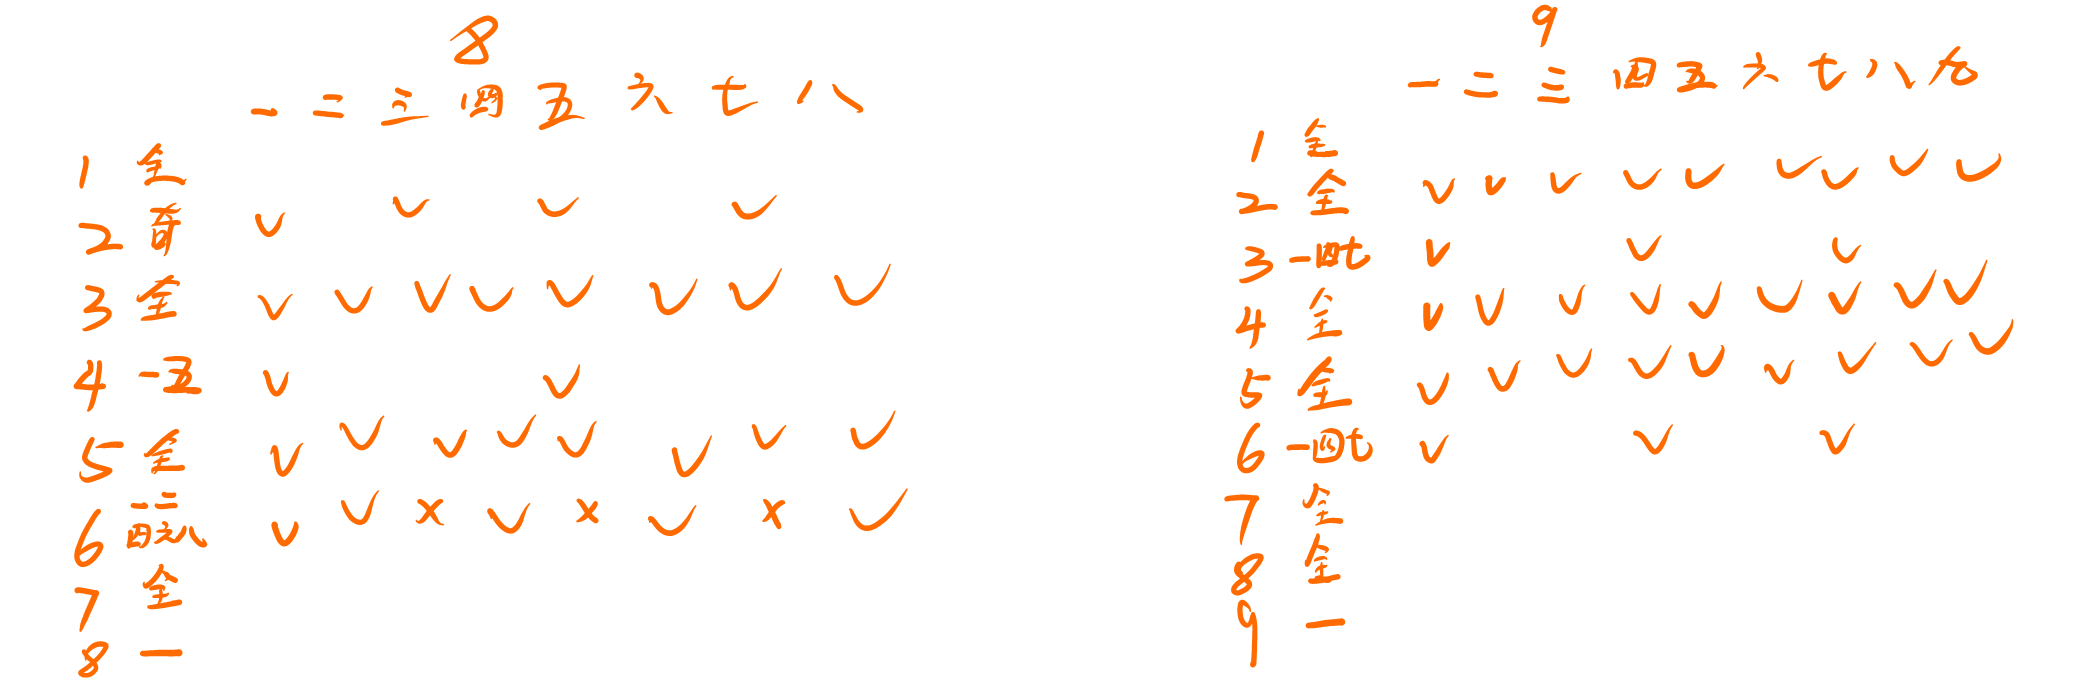 8
一 二 三 四 五 六 七 八
1 全
2 奇 ✓ ✓ ✓ ✓
3 全 ✓ ✓ ✓ ✓ ✓ ✓ ✓ ✓
4 一五 ✓ ✓
5 全 ✓ ✓ ✓ ✓ ✓ ✓ ✓ ✓
6 一二四六八 ✓ ✓ × ✓ × ✓ × ✓
7 全
8 一
9
一 二 三 四 五 六 七 八 九
1 全
2 全 ✓ ✓ ✓ ✓ ✓ ✓ ✓ ✓ ✓
3 一四七 ✓ ✓ ✓
4 全 ✓ ✓ ✓ ✓ ✓ ✓ ✓ ✓ ✓
5 全 ✓ ✓ ✓ ✓ ✓ ✓ ✓ ✓ ✓
6 一四七 ✓ ✓ ✓
7 全
8 全
9 一